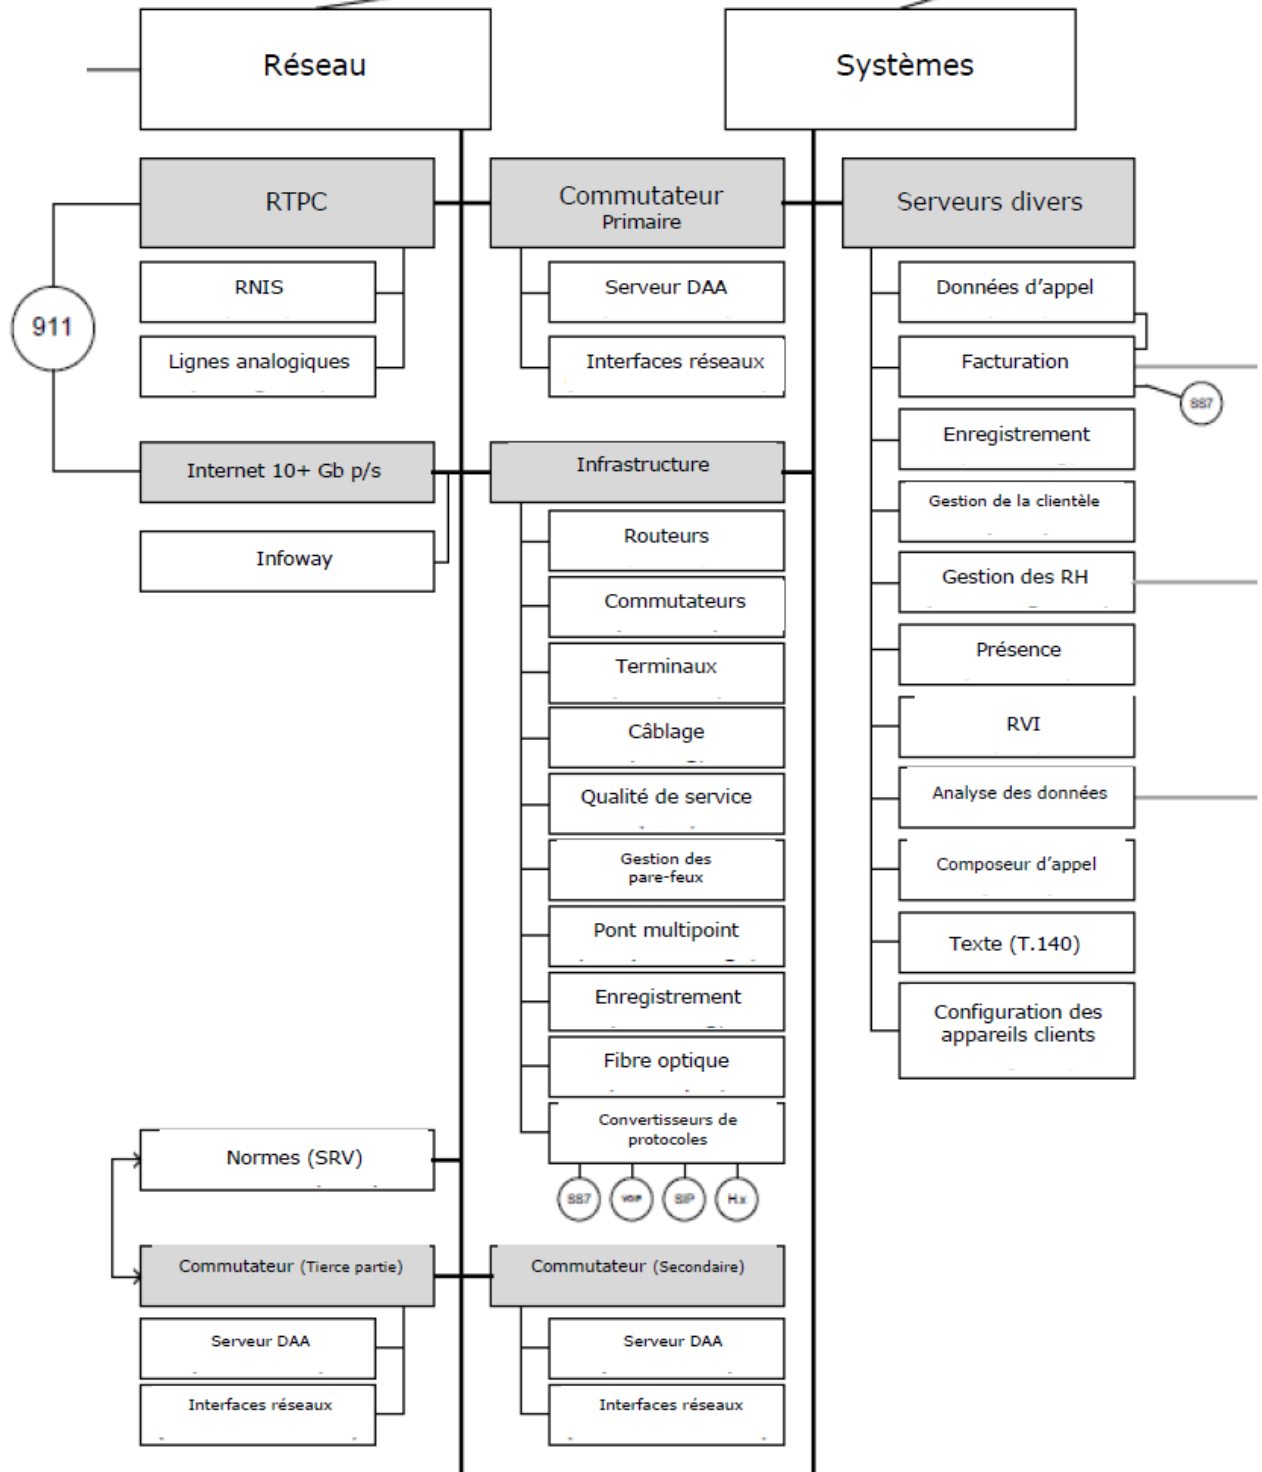 Réseau
Systèmes
RTPC
Commutateur
Primaire
Serveurs divers
RNIS
Lignes analogiques
Serveur DAA
Interfaces réseaux
Données d'appel
Facturation
911
SS7
Internet 10+ Gb p/s
Infoway
Infrastructure
Routeurs
Commutateurs
Terminaux
Câblage
Qualité de service
Gestion des
pare-feux
Pont multipoint
Enregistrement
Fibre optique
Convertisseurs de
protocoles
SS7
VOIP
SIP
H.x
Enregistrement
Gestion de la clientèle
Gestion des RH
Présence
RVI
Analyse des données
Composeur d'appel
Texte (T.140)
Configuration des
appareils clients
Normes (SRV)
Commutateur (Tierce partie)
Serveur DAA
Interfaces réseaux
Commutateur (Secondaire)
Serveur DAA
Interfaces réseaux